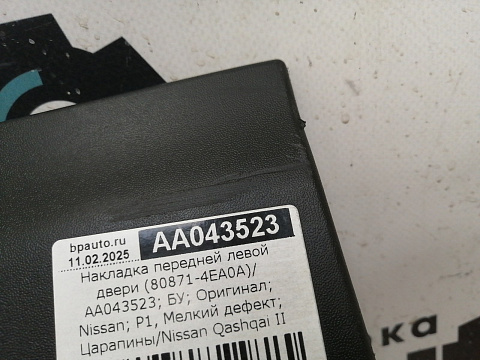 bpauto.ru
11.02.2025
AA043523
Накладка передней левой
двери (80871-4EA0A)/
AA043523; БУ; Оригинал;
Nissan; P1, Мелкий дефект;
Царапины/Nissan Qashqai II
ка